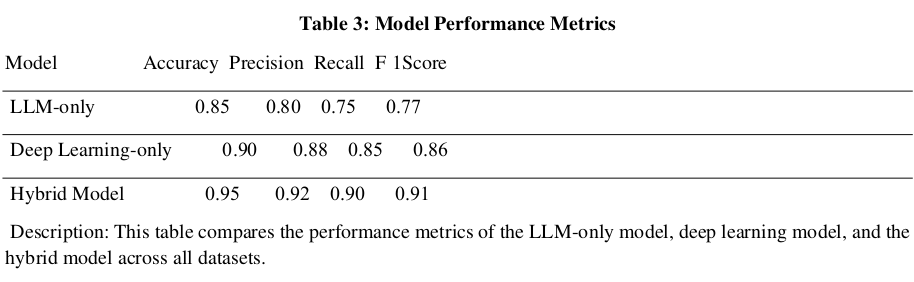 Table 3: Model Performance Metrics
Model Accuracy Precision Recall F 1Score
LLM-only 0.85 0.80 0.75 0.77
Deep Learning-only 0.90 0.88 0.85 0.86
Hybrid Model 0.95 0.92 0.90 0.91
Description: This table compares the performance metrics of the LLM-only model, deep learning model, and the
hybrid model across all datasets.